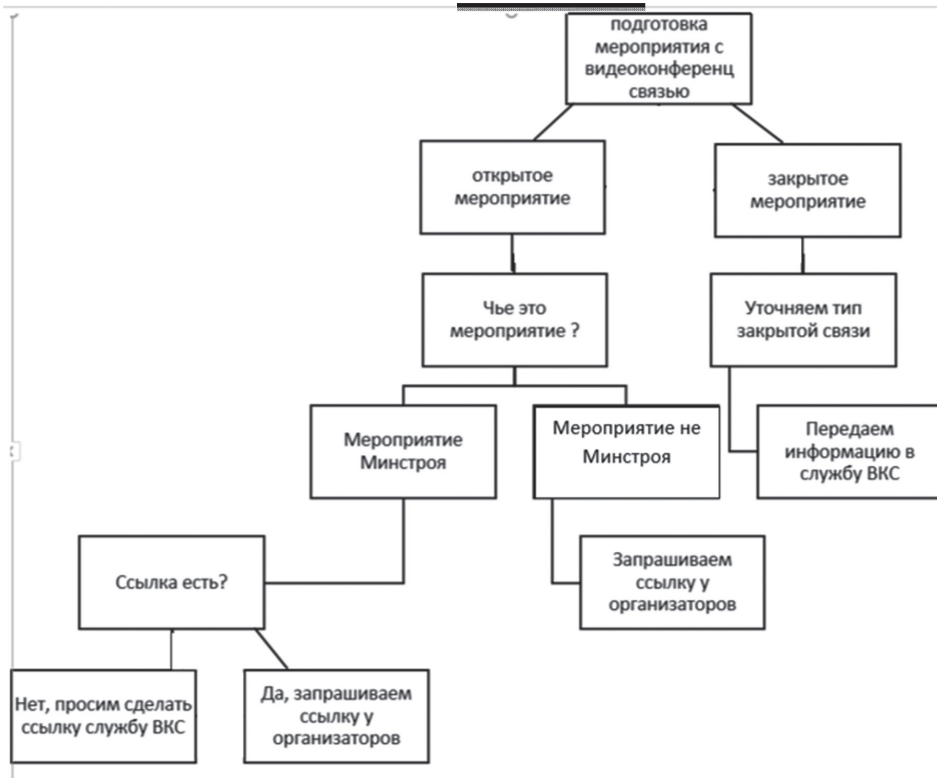 подготовка
мероприятия с
видеоконференц
связью
открытое
мероприятие
закрытое
мероприятие
Чье это
мероприятие ?
Уточняем тип
закрытой связи
Мероприятие
Минстроя
Мероприятие не
Минстроя
Передаем
информацию в
службу ВКС
Ссылка есть?
Запрашиваем
ссылку у
организаторов
Нет, просим сделать
ссылку службу ВКС
Да, запрашиваем
ссылку у
организаторов